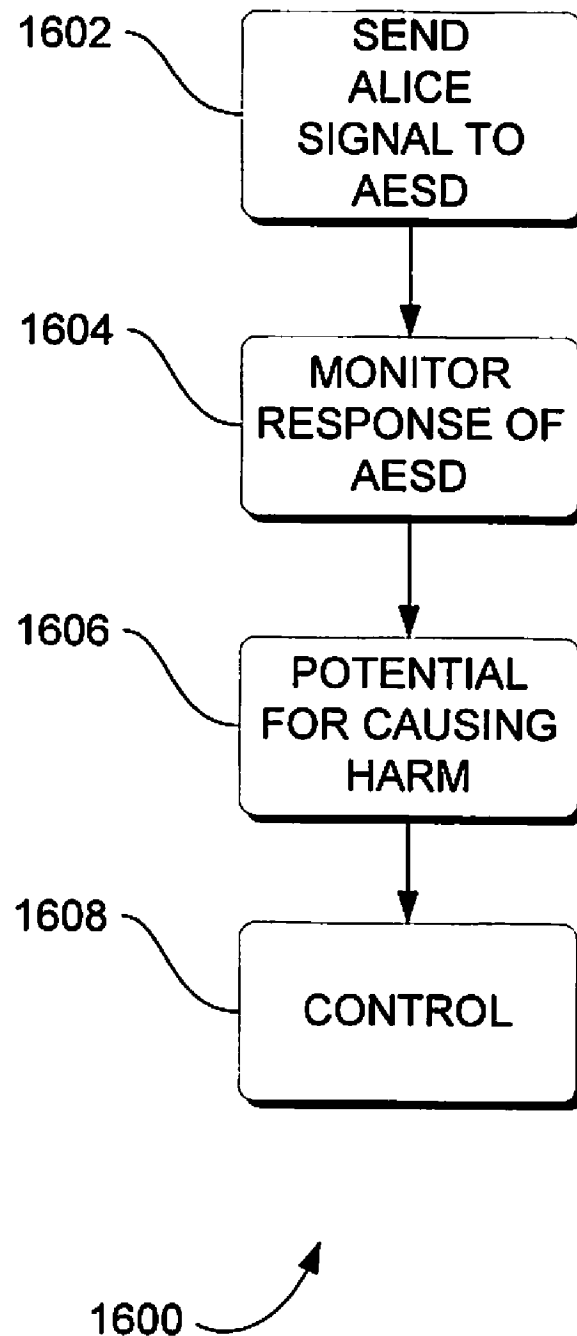 1602
SEND
ALICE
SIGNAL TO
AESD
1604
MONITOR
RESPONSE OF
AESD
1606
POTENTIAL
FOR CAUSING
HARM
1608
CONTROL
1600